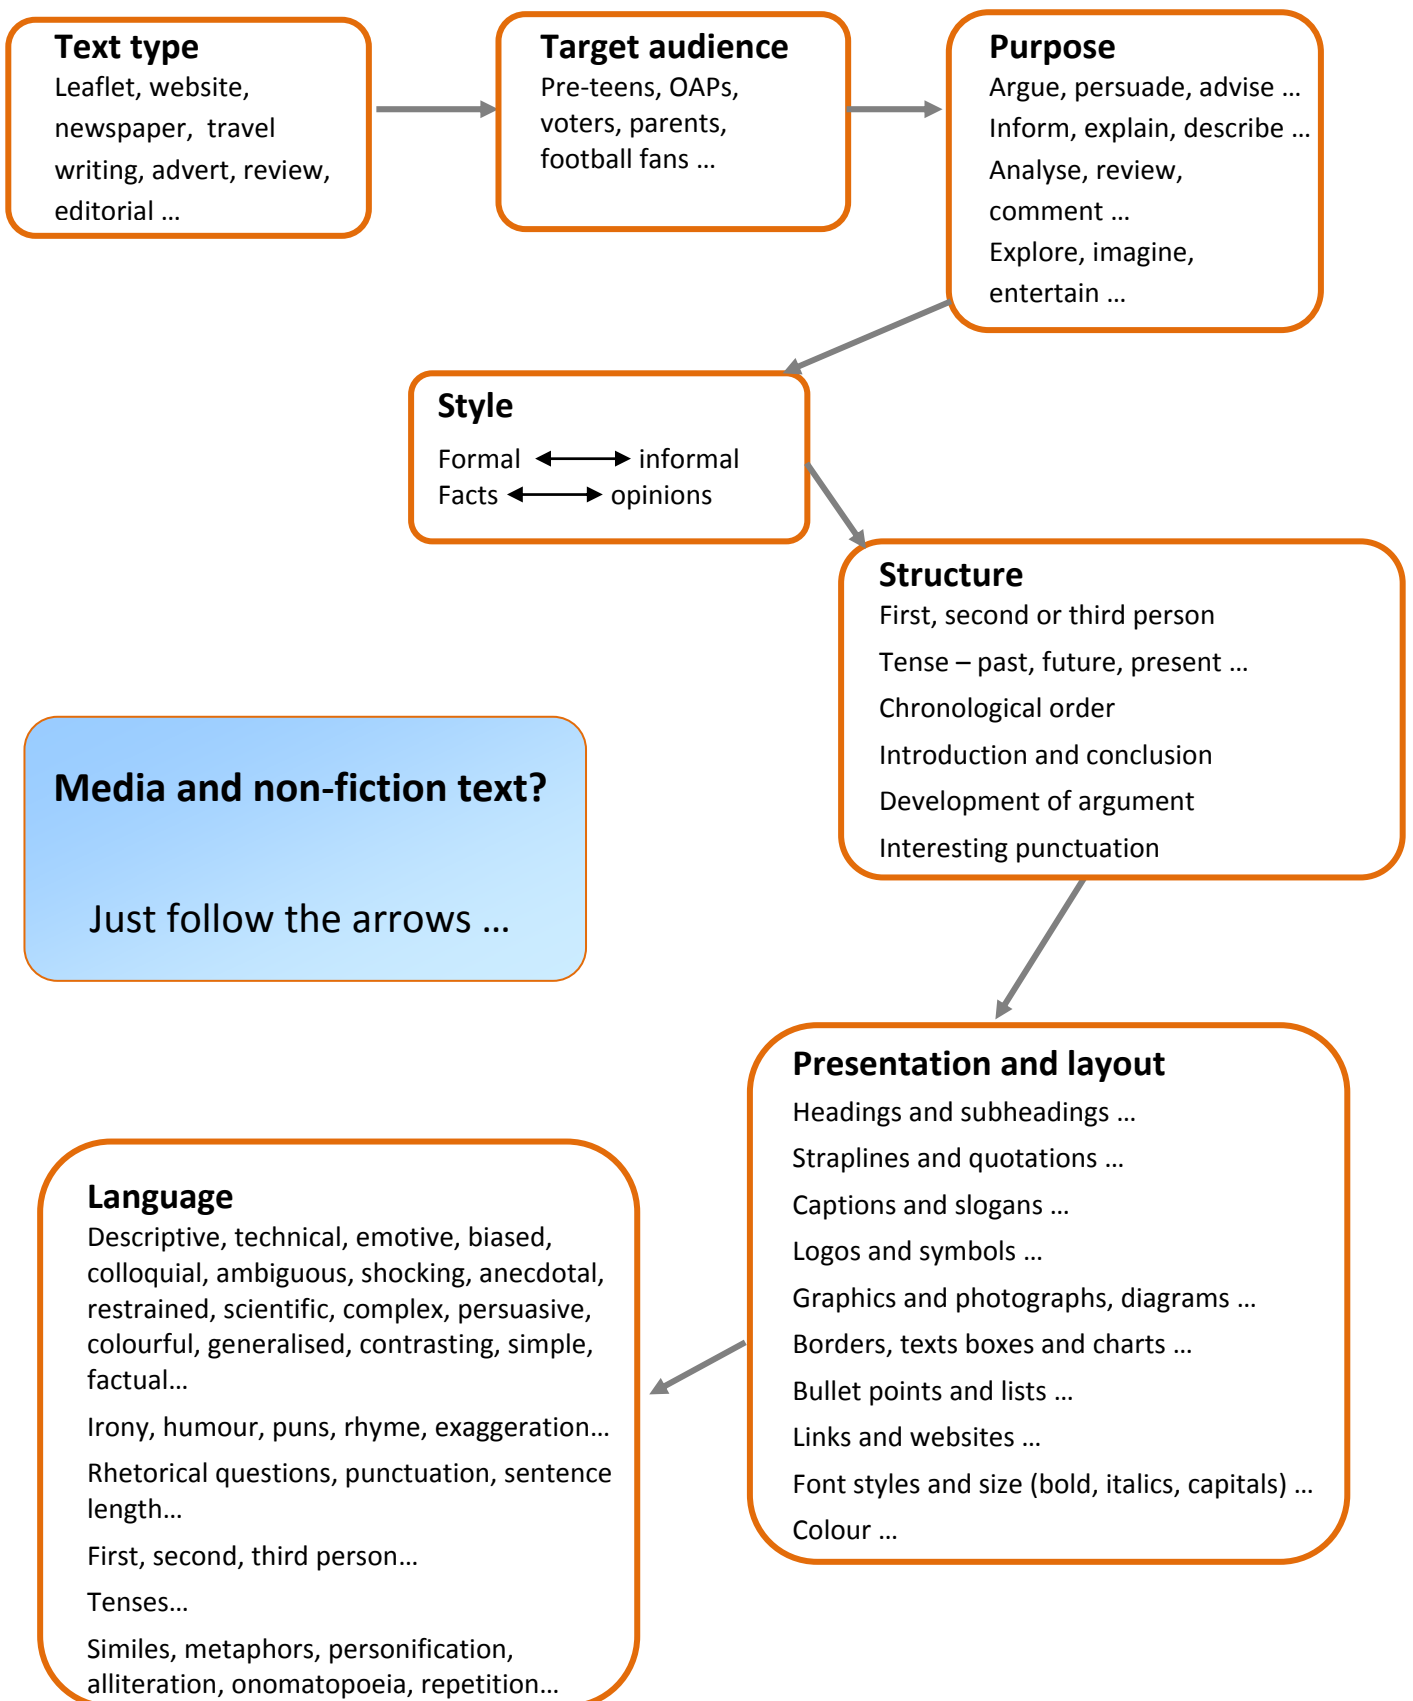 Text type
Leaflet, website,
newspaper,  travel
writing, advert, review,
editorial …
Target audience
Pre-teens, OAPs,
voters, parents,
football fans …
Purpose
Argue, persuade, advise …
Inform, explain, describe …
Analyse, review,
comment …
Explore, imagine,
entertain …
Style
Formal informal
Facts opinions
Structure
First, second or third person
Tense – past, future, present …
Chronological order
Introduction and conclusion
Development of argument
Interesting punctuation
Media and non-fiction text?
Just follow the arrows …
Presentation and layout
Headings and subheadings …
Straplines and quotations …
Captions and slogans …
Logos and symbols …
Graphics and photographs, diagrams …
Borders, texts boxes and charts …
Bullet points and lists …
Links and websites …
Font styles and size (bold, italics, capitals) …
Colour …
Language
Descriptive, technical, emotive, biased,
colloquial, ambiguous, shocking, anecdotal,
restrained, scientific, complex, persuasive,
colourful, generalised, contrasting, simple,
factual…
Irony, humour, puns, rhyme, exaggeration…
Rhetorical questions, punctuation, sentence
length…
First, second, third person…
Tenses…
Similes, metaphors, personification,
alliteration, onomatopoeia, repetition…